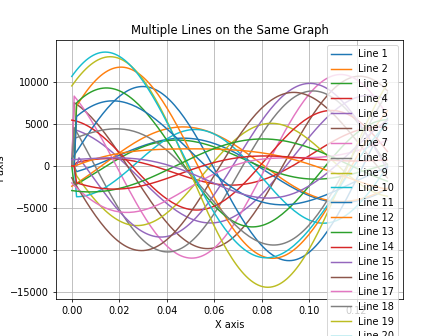 Multiple Lines on the Same Graph
10000
5000
0
−5000
−10000
−15000
0.00
0.02
0.04
0.06
0.08
0.10
X axis
Line 1
Line 2
Line 3
Line 4
Line 5
Line 6
Line 7
Line 8
Line 9
Line 10
Line 11
Line 12
Line 13
Line 14
Line 15
Line 16
Line 17
Line 18
Line 19
Line 20